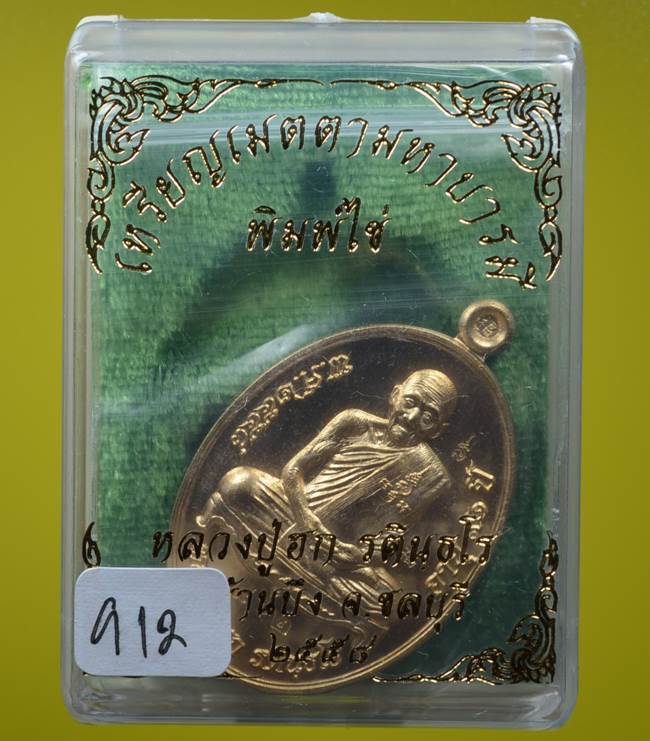 เหรียญเมตตามหาบารมี
พิมพ์ไข่
หลวงปู่ฮก รตินฺธโร
บ้านบึง จ.ชลบุรี
๒๕๕๘
912